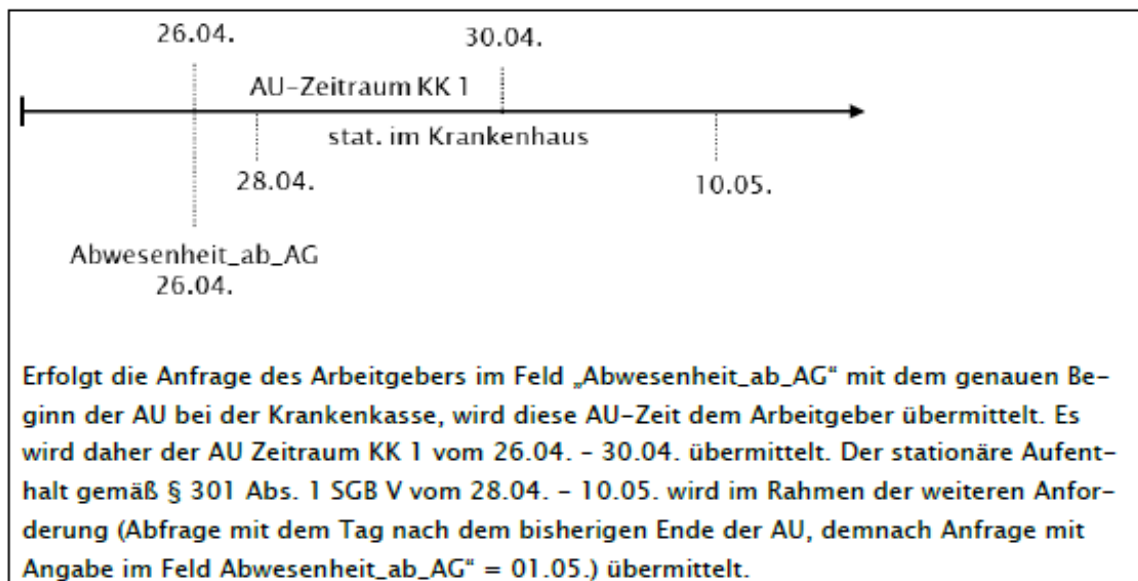 26.04.
30.04.
AU-Zeitraum KK 1
stat. im Krankenhaus
28.04.
10.05.
Abwesenheit_ab_AG
26.04.
Erfolgt die Anfrage des Arbeitgebers im Feld „Abwesenheit_ab_AG“ mit dem genauen Be-
ginn der AU bei der Krankenkasse, wird diese AU-Zeit dem Arbeitgeber übermittelt. Es
wird daher der AU Zeitraum KK 1 vom 26.04. – 30.04. übermittelt. Der stationäre Aufent-
halt gemäß § 301 Abs. 1 SGB V vom 28.04. – 10.05. wird im Rahmen der weiteren Anfor-
derung (Abfrage mit dem Tag nach dem bisherigen Ende der AU, demnach Anfrage mit
Angabe im Feld Abwesenheit_ab_AG“ = 01.05.) übermittelt.